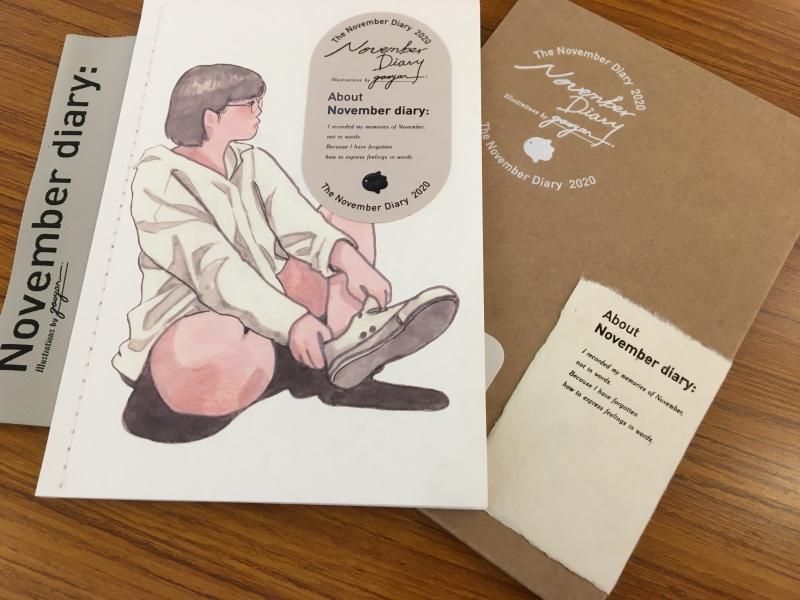 November diary:
Illustrations by gaoyan
The November Diary 2020
November
Diary
Illustrations by gaoyan.
About
November diary:
I recorded my memories of November,
not in words.
Because I have forgotten
how to express feelings in words.
The November Diary 2020
The November Diary 2020
November
Diary
Illustrations by gaoyan.
The November Diary 2020
About
November diary:
I recorded my memories of November,
not in words.
Because I have forgotten
how to express feelings in words.